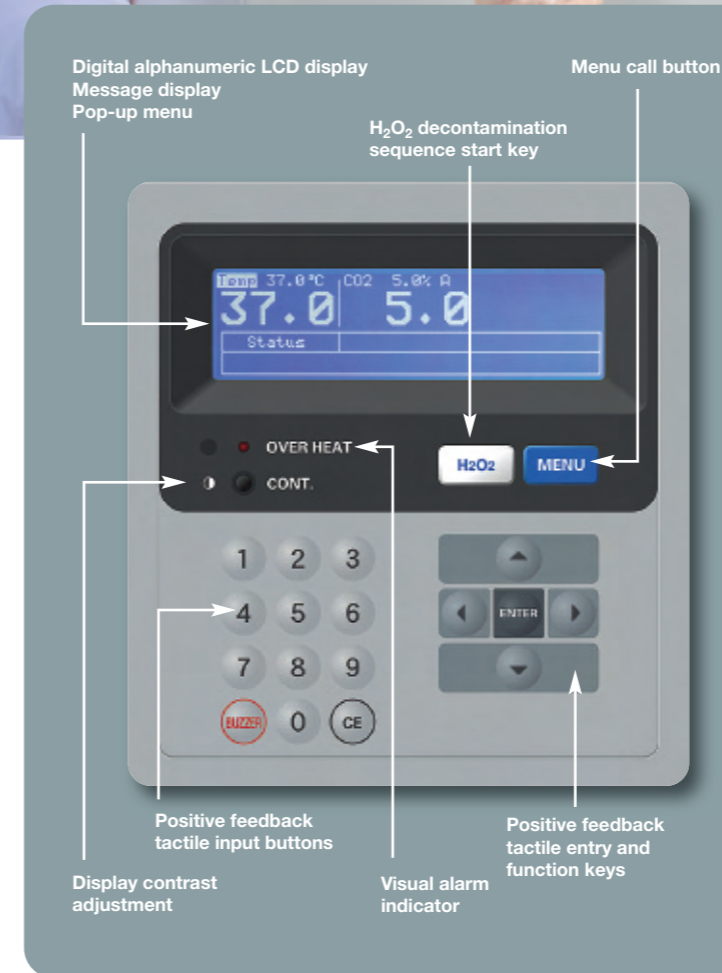 Digital alphanumeric LCD display
Message display
Pop-up menu
Menu call button
H₂O₂ decontamination
sequence start key
Temp 37.0°C CO2 5.0% A
37.0 5.0
Status
OVER HEAT
CONT.
H2O2 MENU
1 2 3
4 5 6
ENTER
7 8 9
BUZZER 0 CE
Positive feedback
tactile input buttons
Positive feedback
tactile entry and
function keys
Display contrast
adjustment
Visual alarm
indicator